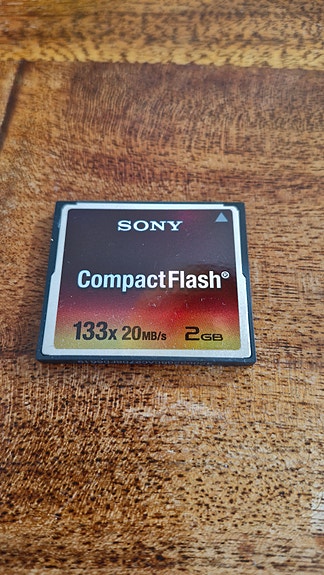 SONY
CompactFlash®
133x 20MB/s 2GB